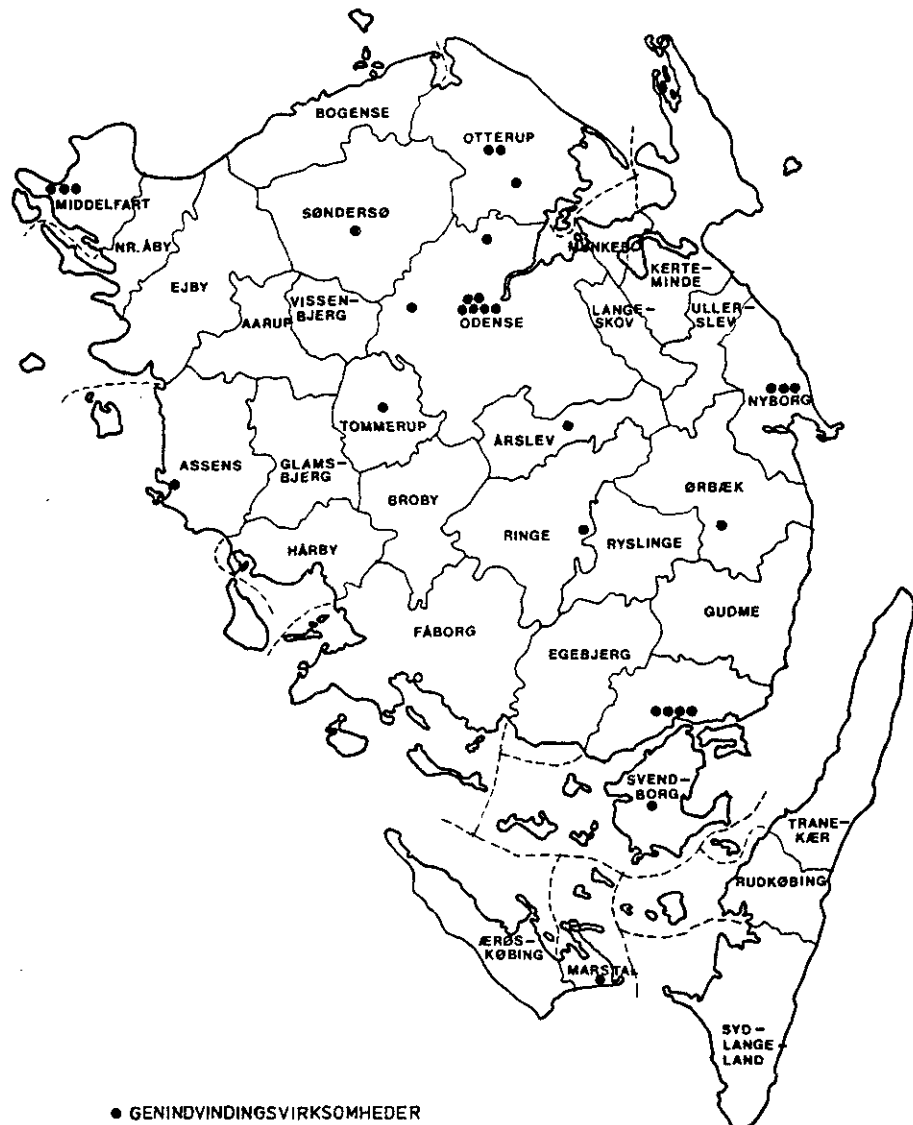 BOGENSE
OTTERUP
MIDDELFART
SØNDERSØ
NR. ÅBY
MUNKEBO
KERTE-
MINDE
EJBY
VISSEN-
BJERG
AARUP
ODENSE
LANGE-
SKOV
ULLER-
SLEV
NYBORG
TOMMERUP
ÅRSLEV
ASSENS
GLAMS-
BJERG
BROBY
ØRBÆK
RINGE
RYSLINGE
HÅRBY
GUDME
FÅBORG
EGEBJERG
SVEND-
BORG
TRANE-
KÆR
RUDKØBING
ÆRØS-
KØBING
MARSTAL
SYD-
LANGE-
LAND
GENINDVINDINGSVIRKSOMHEDER